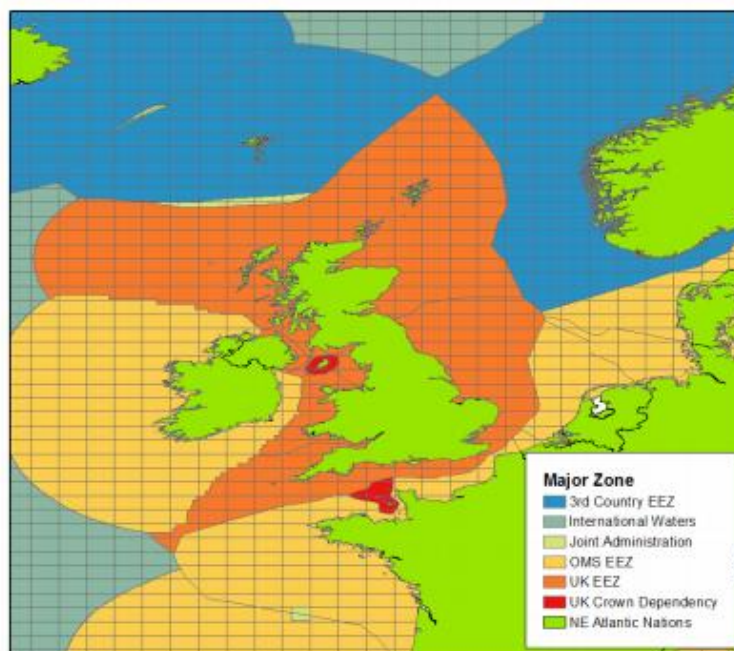 Major Zone
3rd Country EEZ
International Waters
Joint Administration
OMS EEZ
UK EEZ
UK Crown Dependency
NE Atlantic Nations